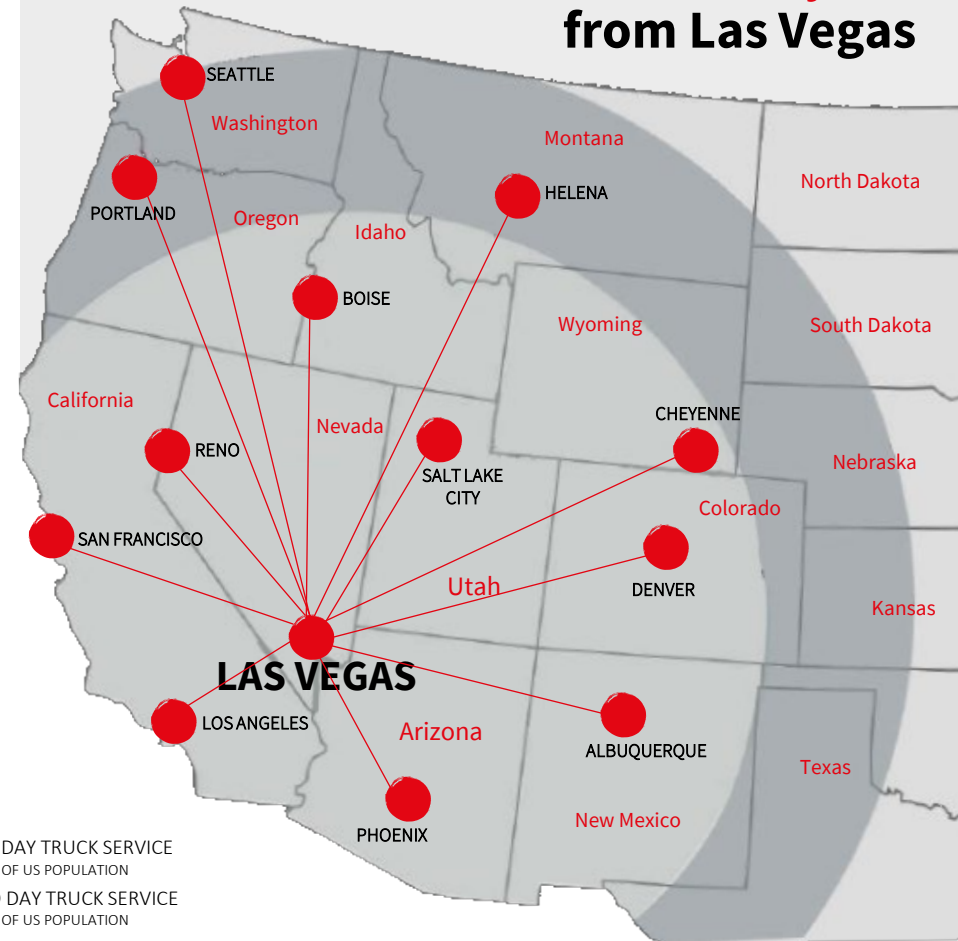 from Las Vegas
SEATTLE
Washington
Montana
North Dakota
PORTLAND
HELENA
Oregon
Idaho
BOISE
Wyoming
South Dakota
California
Nevada
CHEYENNE
RENO
SALT LAKE
CITY
Nebraska
Colorado
SAN FRANCISCO
Utah
DENVER
Kansas
LAS VEGAS
LOS ANGELES
Arizona
ALBUQUERQUE
Texas
PHOENIX
New Mexico
DAY TRUCK SERVICE
OF US POPULATION
DAY TRUCK SERVICE
OF US POPULATION